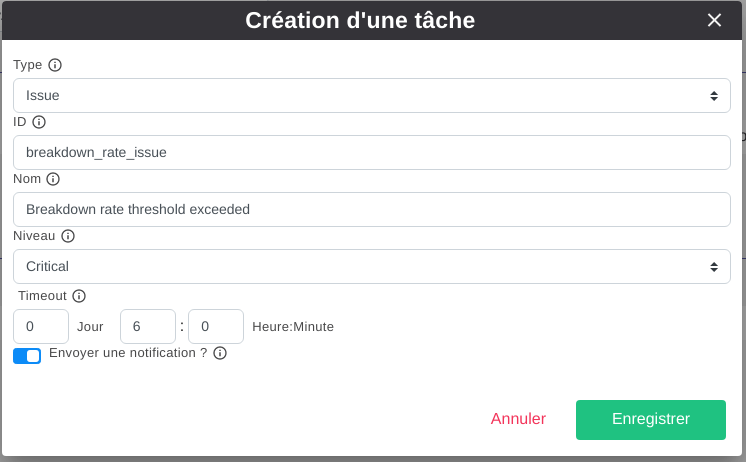 Création d'une tâche
Type
Issue
ID
breakdown_rate_issue
Nom
Breakdown rate threshold exceeded
Niveau
Critical
Timeout
0 Jour 6 : 0 Heure:Minute
Envoyer une notification ?
Annuler Enregistrer